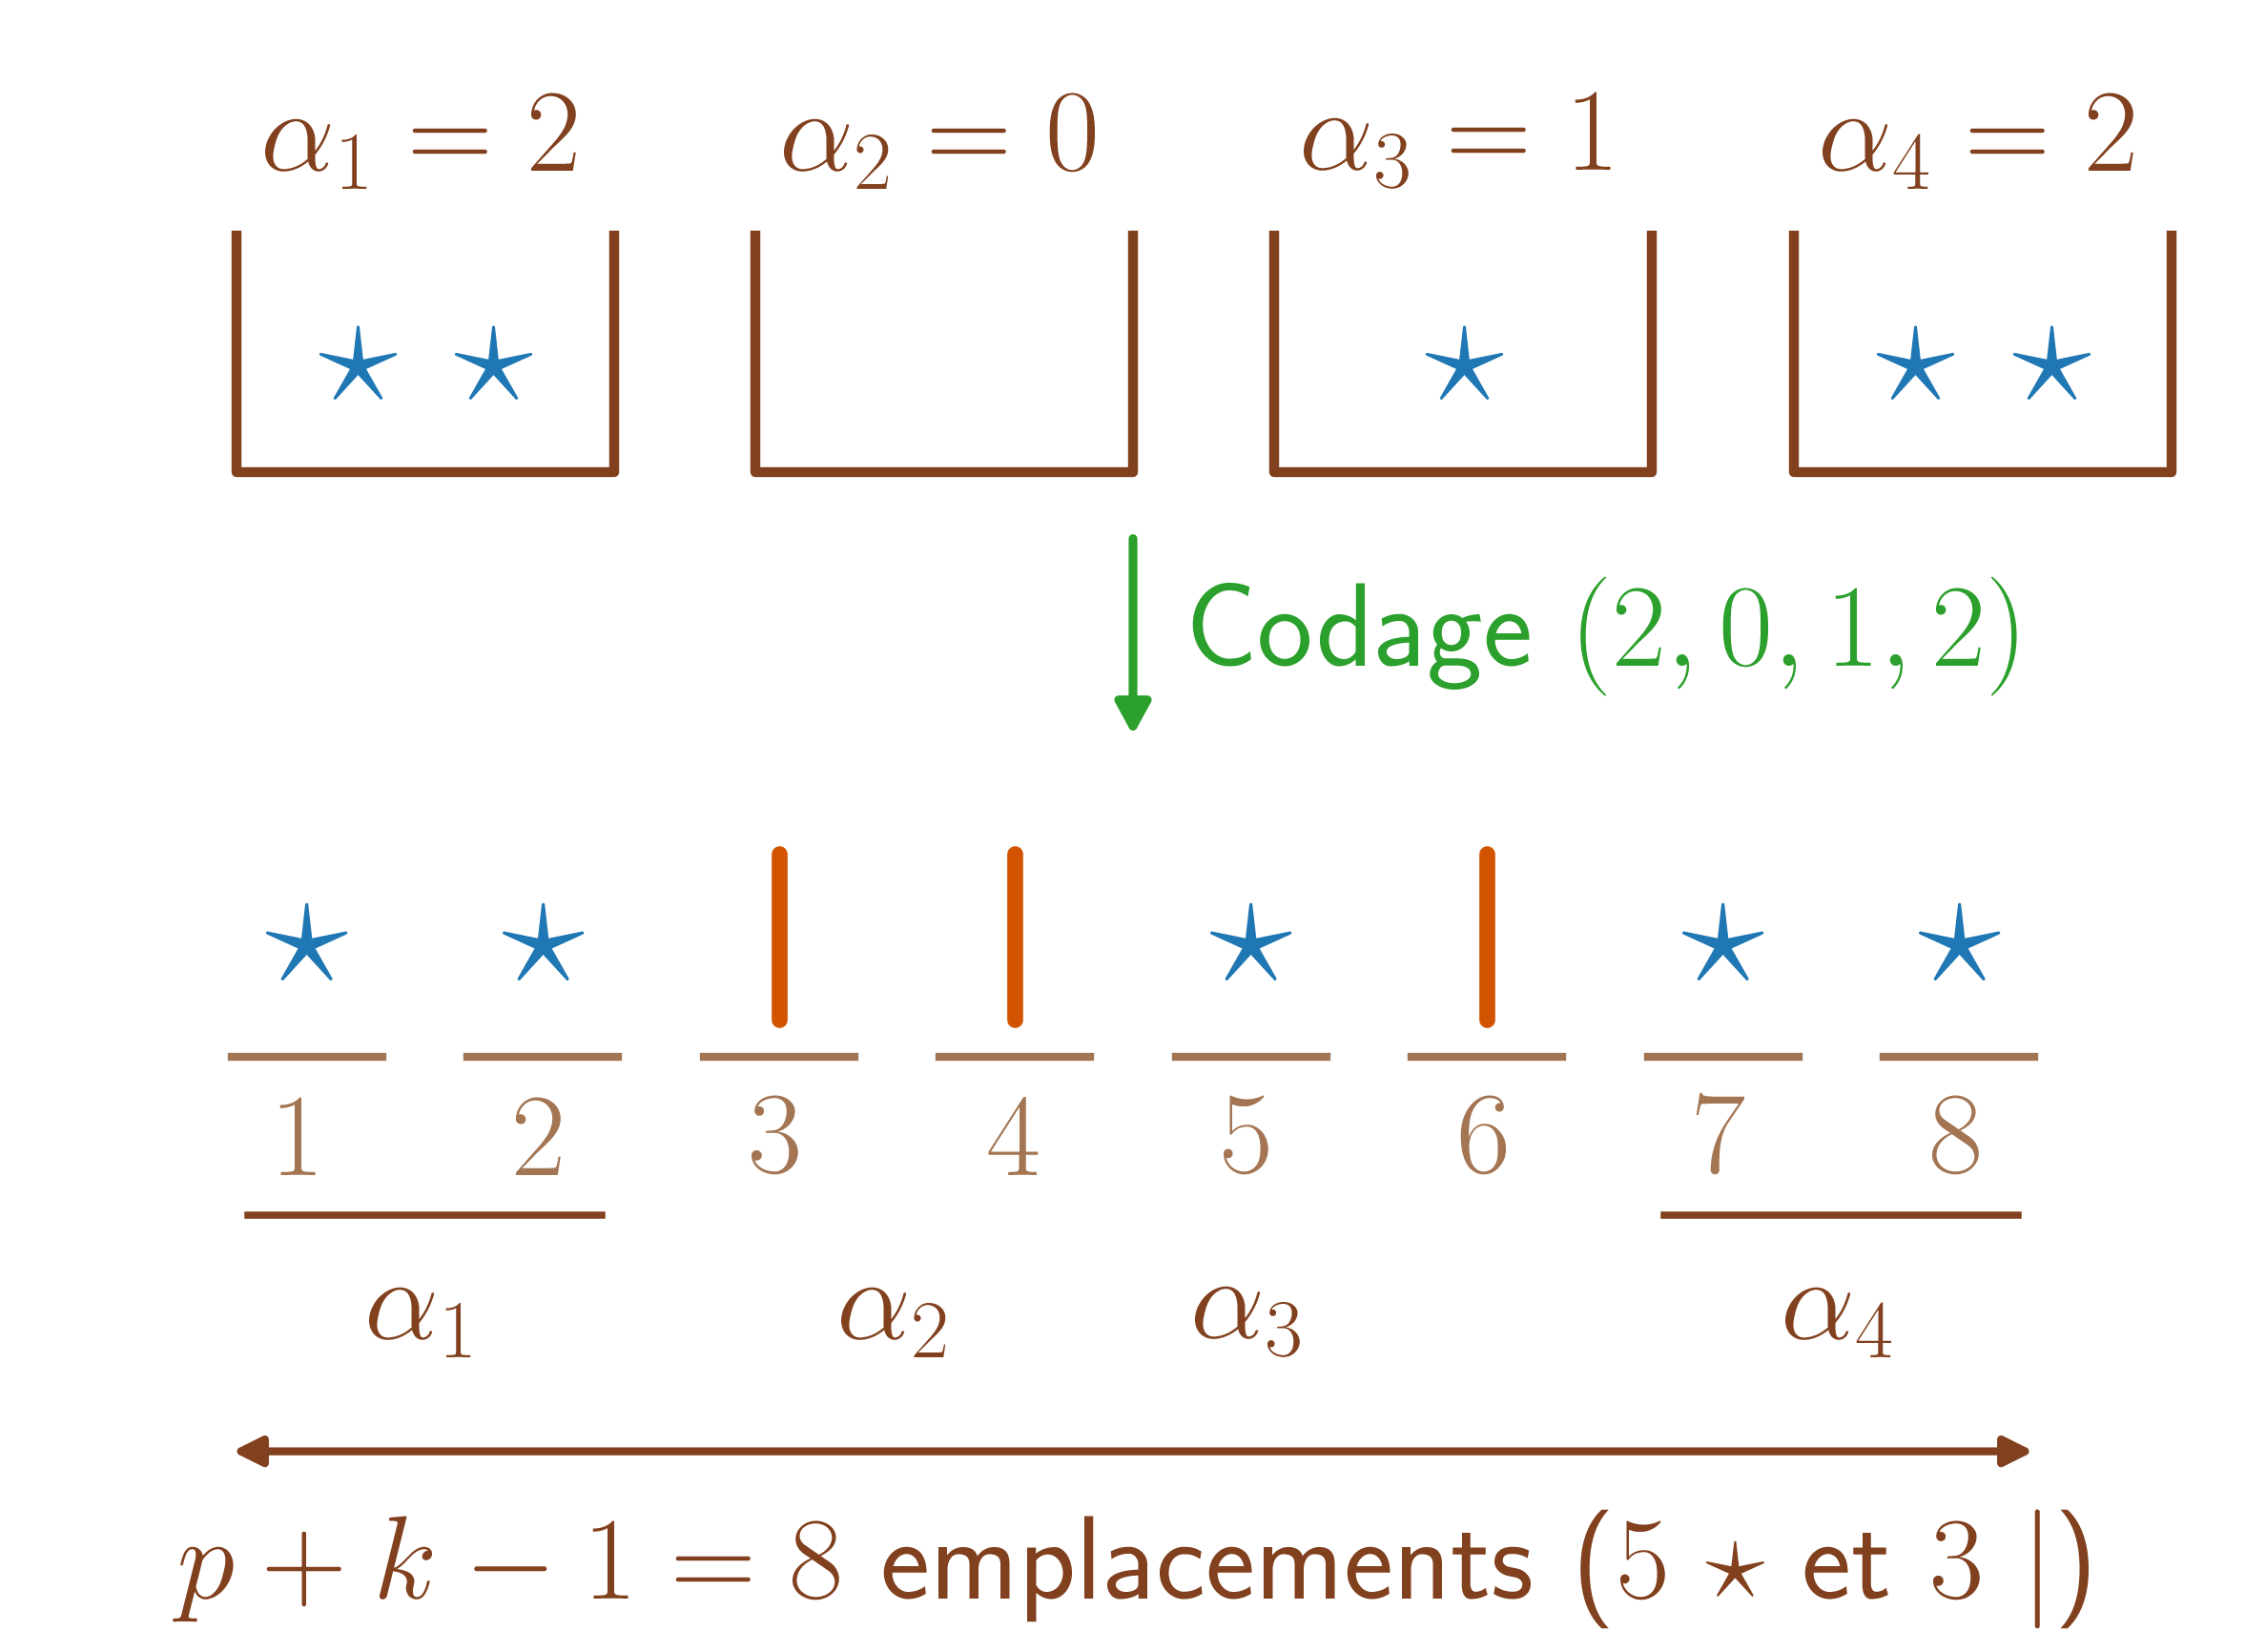 α₁ = 2 α₂ = 0 α₃ = 1 α₄ = 2
Codage (2, 0, 1, 2)
1 2 3 4 5 6 7 8
α₁ α₂ α₃ α₄
p + k − 1 = 8 emplacement (5 ⋆ et 3 |)